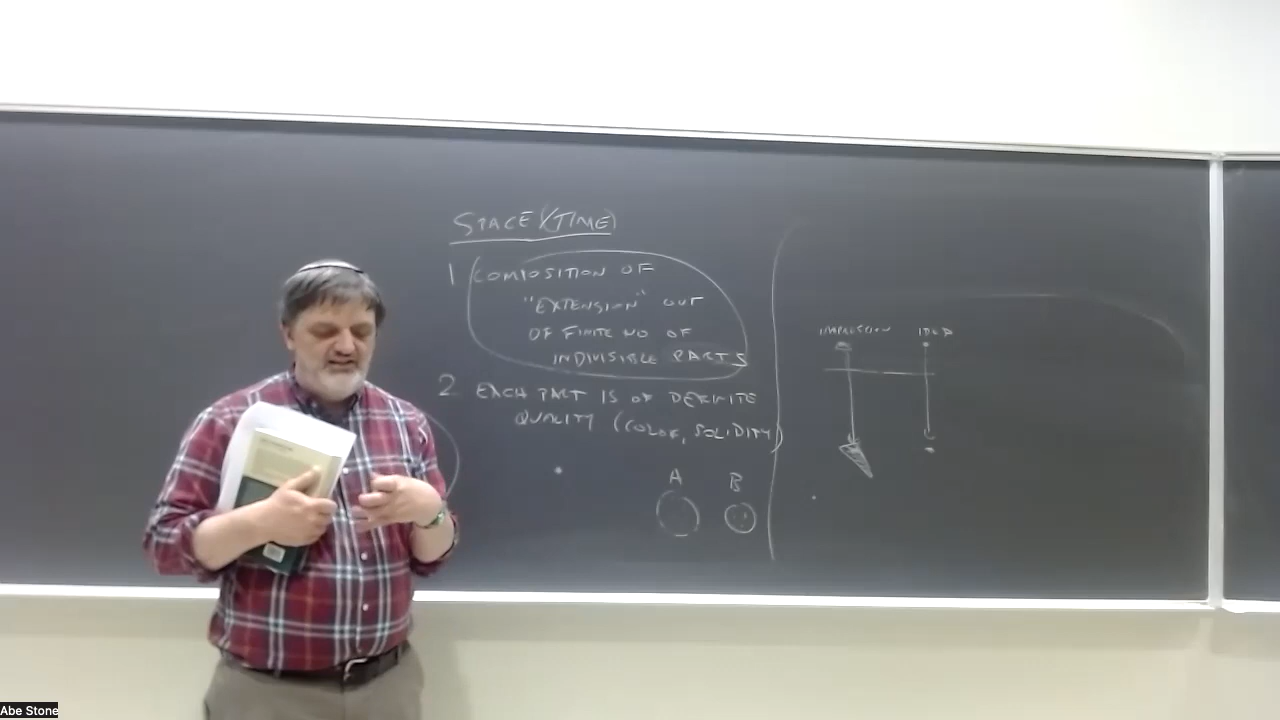 SPACE (TIME)
1 COMPOSITION OF
"EXTENSION" OUT
OF FINITE NO OF
INDIVISIBLE PARTS
2 EACH PART IS OF DEFINITE
QUALITY (COLOR, SOLIDITY)
A B
IMPRESSION IDEA
Abe Stone